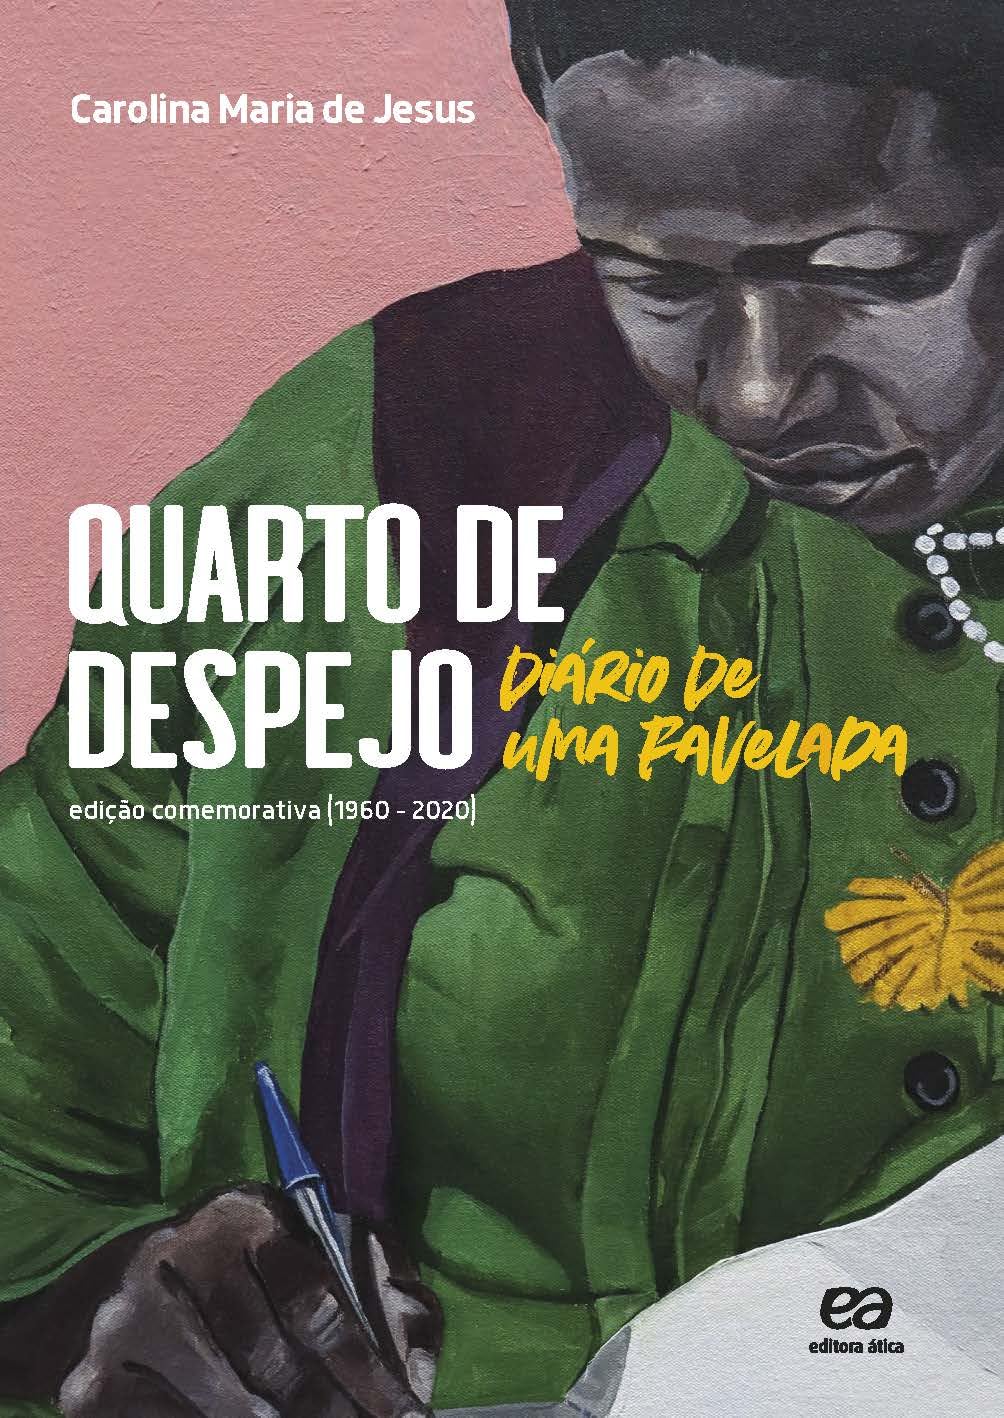 Carolina Maria de Jesus
QUARTO DE
DESPEJO
DIÁRIO DE
UMA FAVELADA
edição comemorativa (1960 - 2020)
ea
editora ática